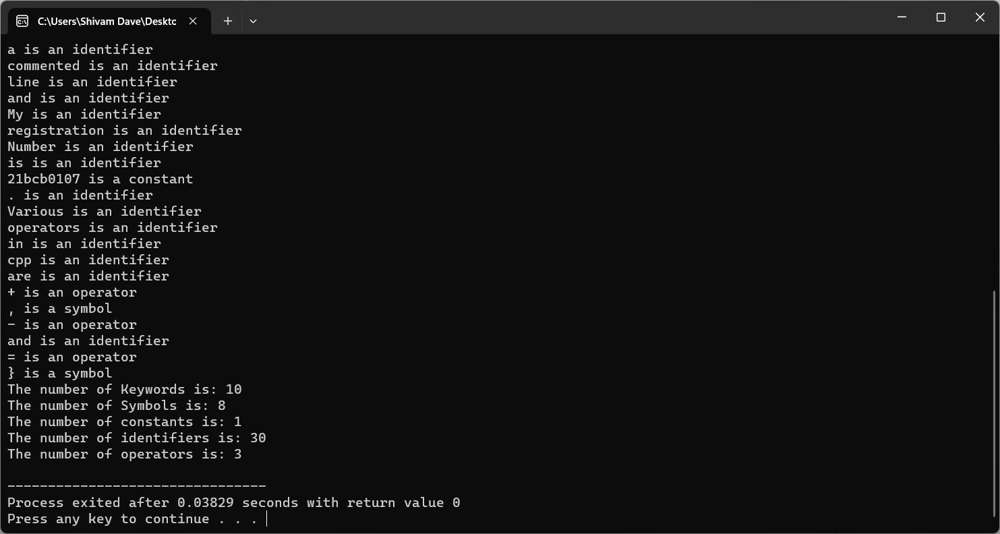 C:\Users\Shivam Dave\Deskto
a is an identifier
commented is an identifier
line is an identifier
and is an identifier
My is an identifier
registration is an identifier
Number is an identifier
is is an identifier
21bcb0107 is a constant
. is an identifier
Various is an identifier
operators is an identifier
in is an identifier
cpp is an identifier
are is an identifier
+ is an operator
, is a symbol
- is an operator
and is an identifier
= is an operator
} is a symbol
The number of Keywords is: 10
The number of Symbols is: 8
The number of constants is: 1
The number of identifiers is: 30
The number of operators is: 3
--------------------------------
Process exited after 0.03829 seconds with return value 0
Press any key to continue . . .